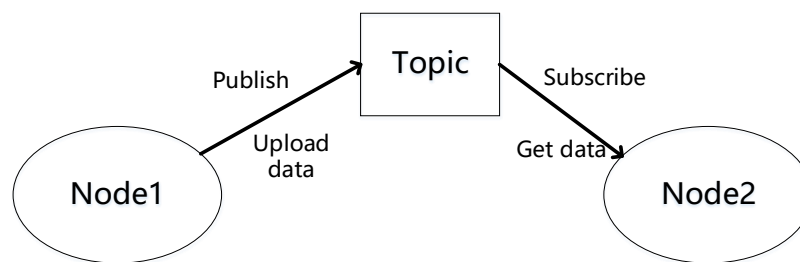 Topic
Publish
Subscribe
Upload
data
Get data
Node1
Node2